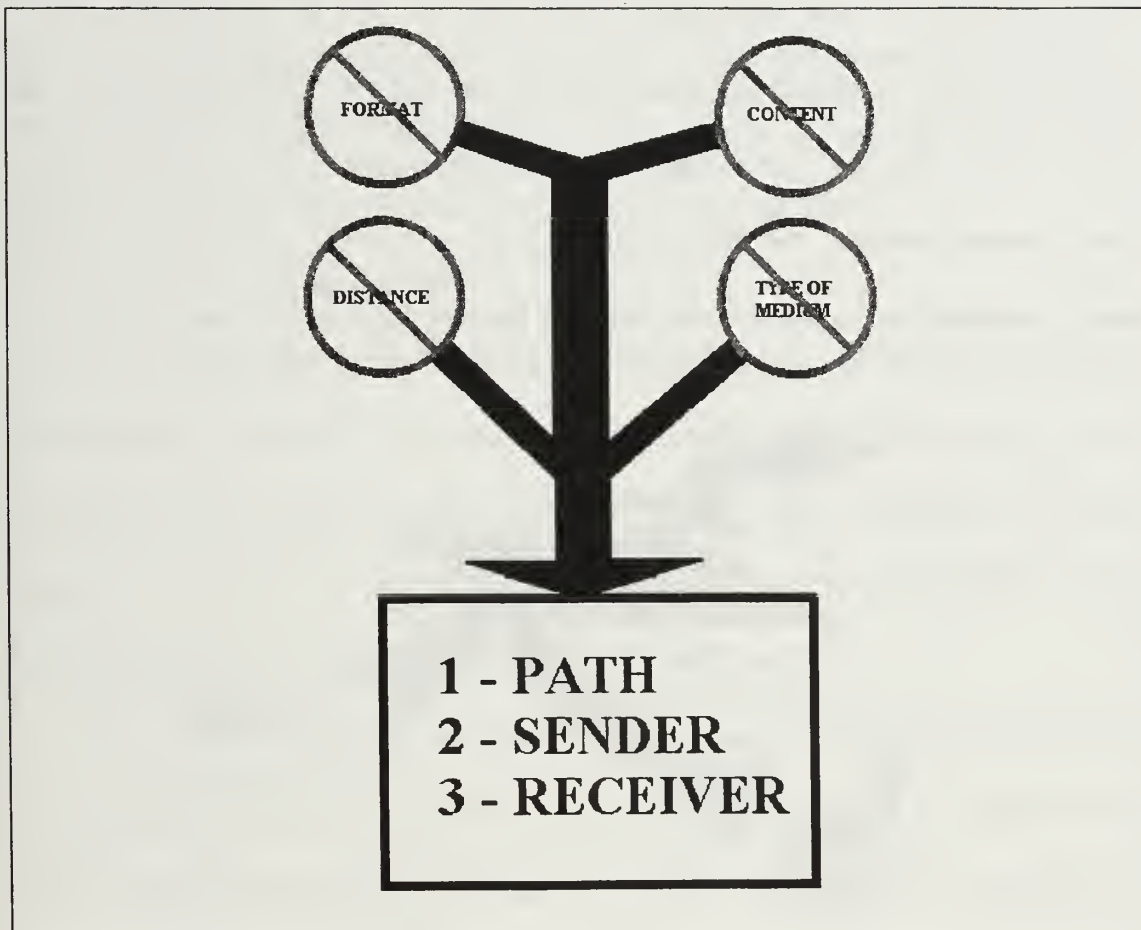 FORMAT
CONTENT
DISTANCE
TYPE OF
MEDIUM
1 - PATH
2 - SENDER
3 - RECEIVER